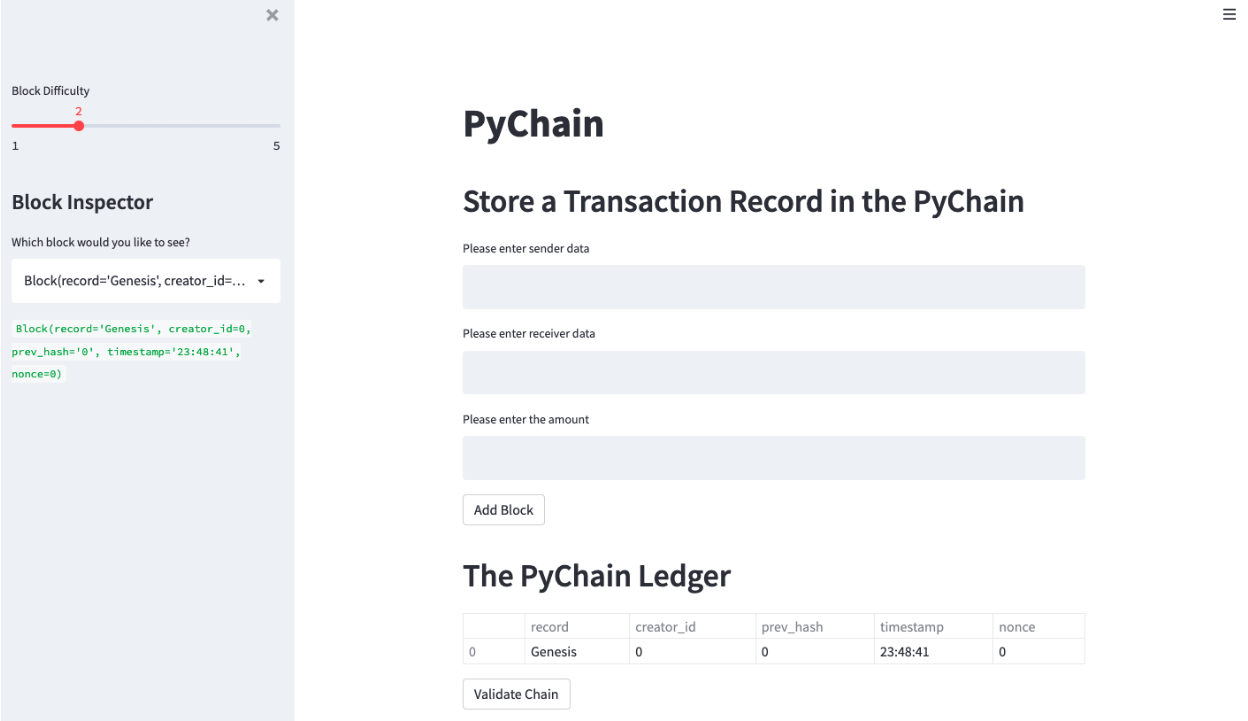 Block Difficulty
2
1 5
Block Inspector
Which block would you like to see?
Block(record='Genesis', creator_id=...
Block(record='Genesis', creator_id=0,
prev_hash='0', timestamp='23:48:41',
nonce=0)
PyChain
Store a Transaction Record in the PyChain
Please enter sender data
Please enter receiver data
Please enter the amount
Add Block
The PyChain Ledger
record creator_id prev_hash timestamp nonce
0 Genesis 0 0 23:48:41 0
Validate Chain